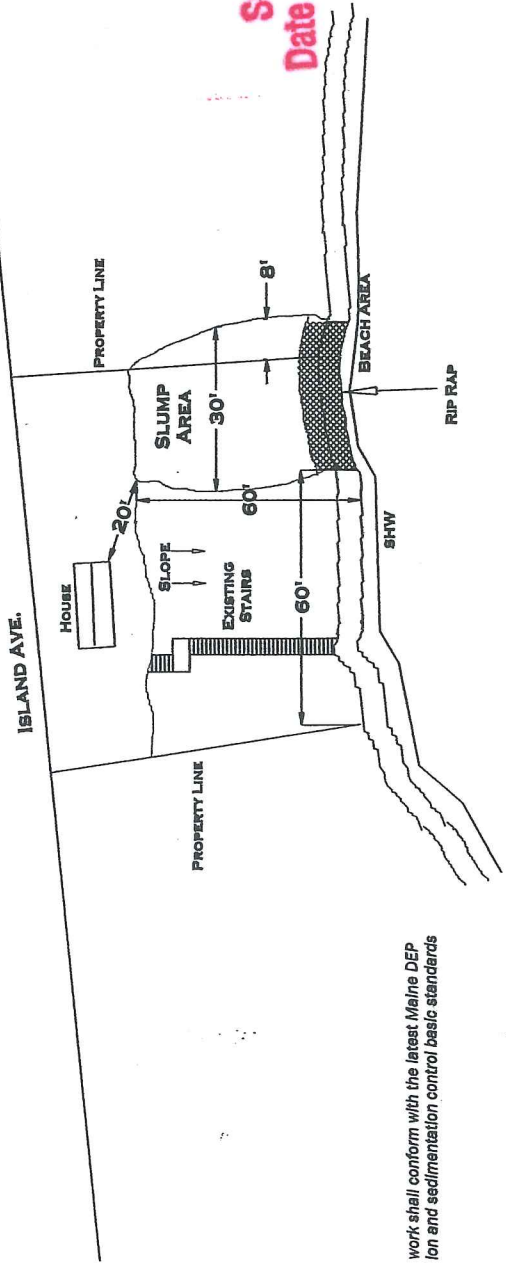 S
Date
ISLAND AVE.
PROPERTY LINE
HOUSE
20'
SLUMP
AREA
8'
30'
SLOPE
60'
EXISTING
STAIRS
60'
PROPERTY LINE
BEACH AREA
SHW
RIP RAP
work shall conform with the latest Maine DEP
ion and sedimentation control basic standards